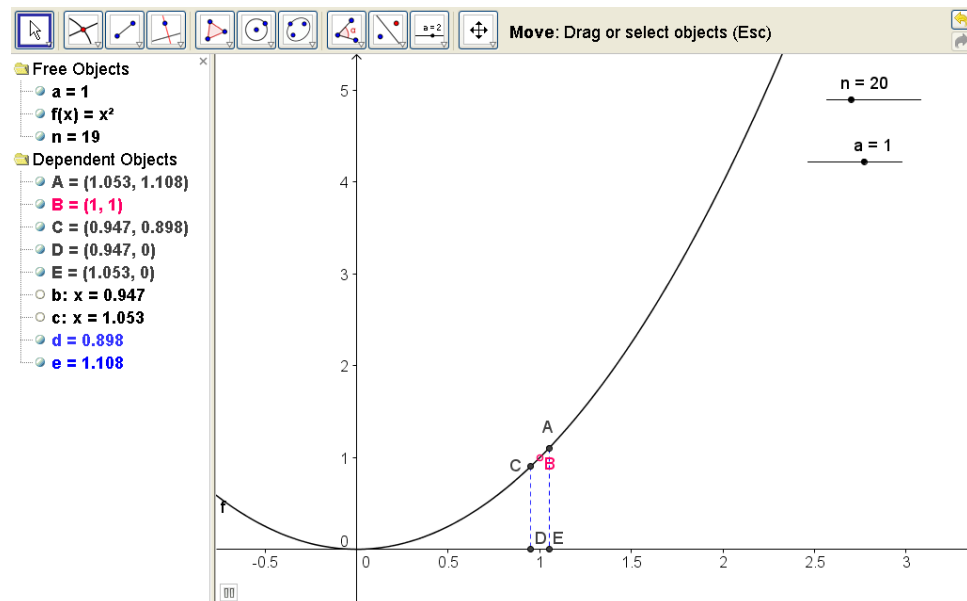 Move: Drag or select objects (Esc)
a=2
α
Free Objects
a = 1
f(x) = x²
n = 19
Dependent Objects
A = (1.053, 1.108)
B = (1, 1)
C = (0.947, 0.898)
D = (0.947, 0)
E = (1.053, 0)
b: x = 0.947
c: x = 1.053
d = 0.898
e = 1.108
n = 20
a = 1
5
4
3
2
1
0
A
C
B
D
E
f
-0.5
0
0.5
1
1.5
2
2.5
3